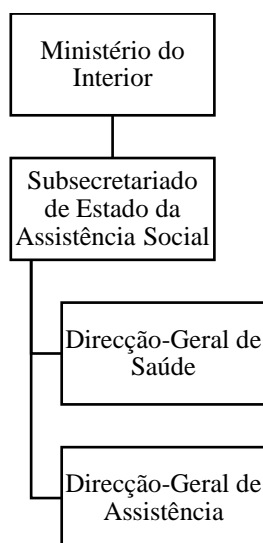 Ministério do
Interior
Subsecretariado
de Estado da
Assistência Social
Direcção-Geral de
Saúde
Direcção-Geral de
Assistência